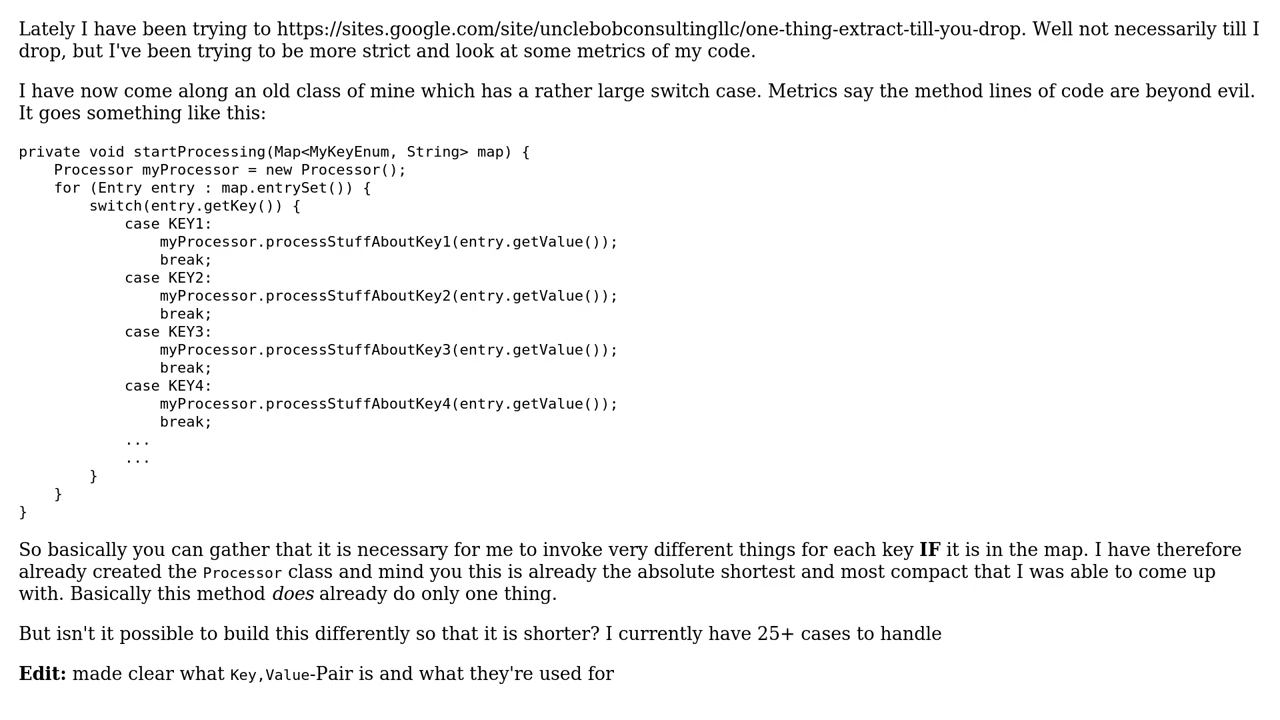 Lately I have been trying to https://sites.google.com/site/unclebobconsultingllc/one-thing-extract-till-you-drop. Well not necessarily till I
drop, but I've been trying to be more strict and look at some metrics of my code.
I have now come along an old class of mine which has a rather large switch case. Metrics say the method lines of code are beyond evil.
It goes something like this:
private void startProcessing(Map<MyKeyEnum, String> map) {
    Processor myProcessor = new Processor();
    for (Entry entry : map.entrySet()) {
        switch(entry.getKey()) {
            case KEY1:
                myProcessor.processStuffAboutKey1(entry.getValue());
                break;
            case KEY2:
                myProcessor.processStuffAboutKey2(entry.getValue());
                break;
            case KEY3:
                myProcessor.processStuffAboutKey3(entry.getValue());
                break;
            case KEY4:
                myProcessor.processStuffAboutKey4(entry.getValue());
                break;
            ...
            ...
        }
    }
}
So basically you can gather that it is necessary for me to invoke very different things for each key IF it is in the map. I have therefore
already created the Processor class and mind you this is already the absolute shortest and most compact that I was able to come up
with. Basically this method does already do only one thing.
But isn't it possible to build this differently so that it is shorter? I currently have 25+ cases to handle
Edit: made clear what Key,Value-Pair is and what they're used for